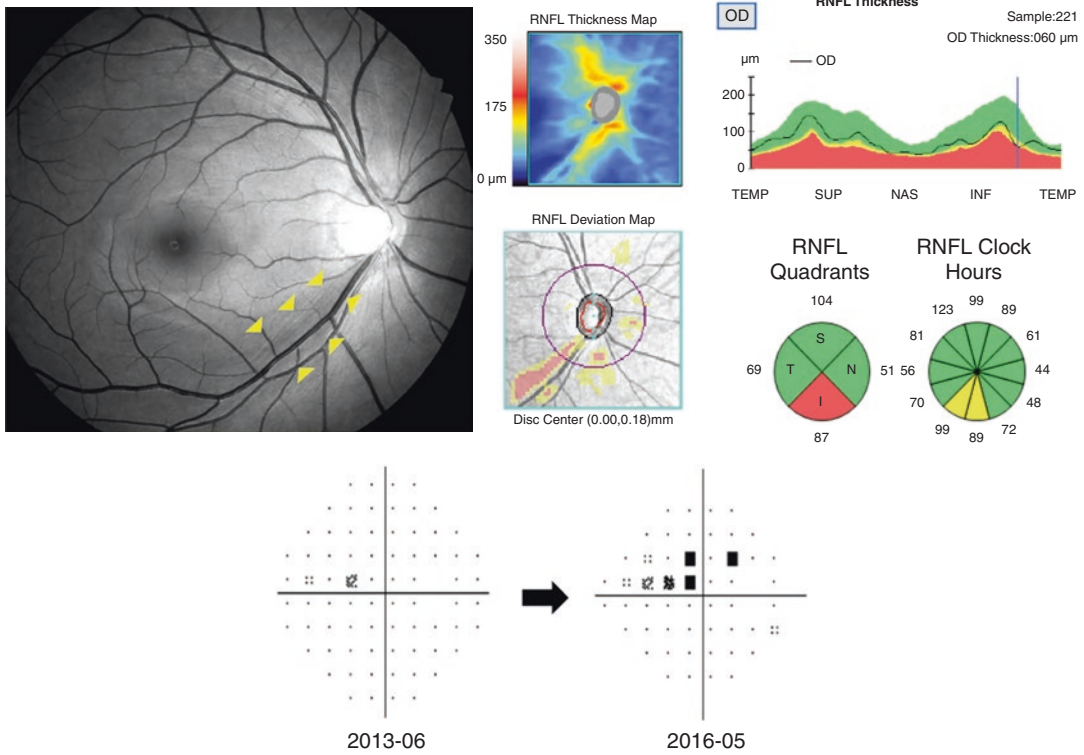 RNFL Thickness Map
350
175
0 µm
OD
RNFL Thickness
Sample:221
OD Thickness:060 µm
µm
OD
200
100
0
TEMP
SUP
NAS
INF
TEMP
RNFL Deviation Map
Disc Center (0.00,0.18)mm
RNFL
Quadrants
104
S
69
T
N
51
I
87
RNFL Clock
Hours
99
123
89
81
61
56
44
70
48
99
72
89
2013-06
2016-05